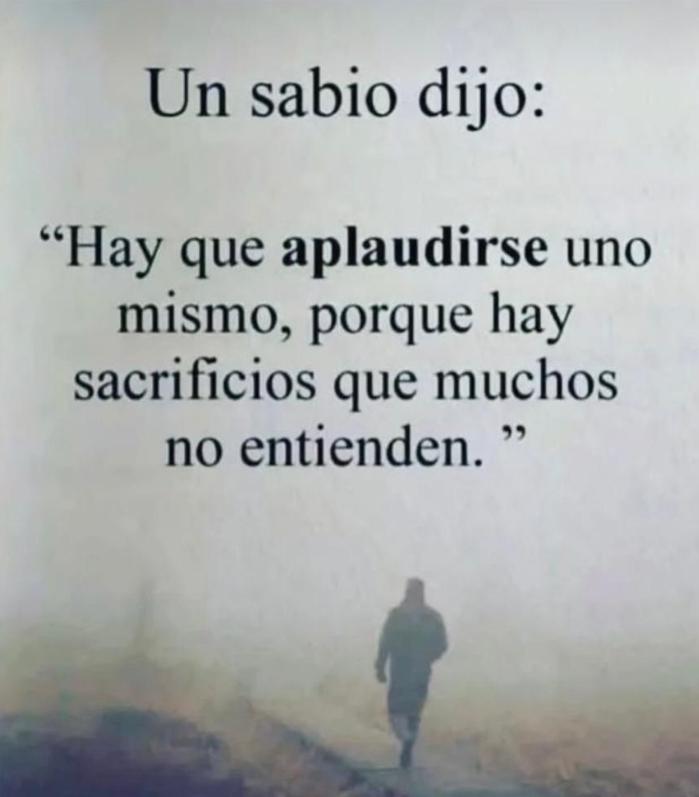 Un sabio dijo:
“Hay que aplaudirse uno
mismo, porque hay
sacrificios que muchos
no entienden. ”